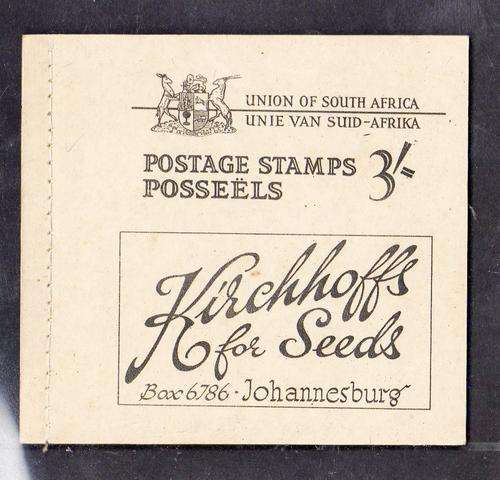 UNION OF SOUTH AFRICA
UNIE VAN SUID-AFRIKA
POSTAGE STAMPS 3/-
POSSEËLS
Kirchhoffs
for Seeds
Box 6786 · Johannesburg